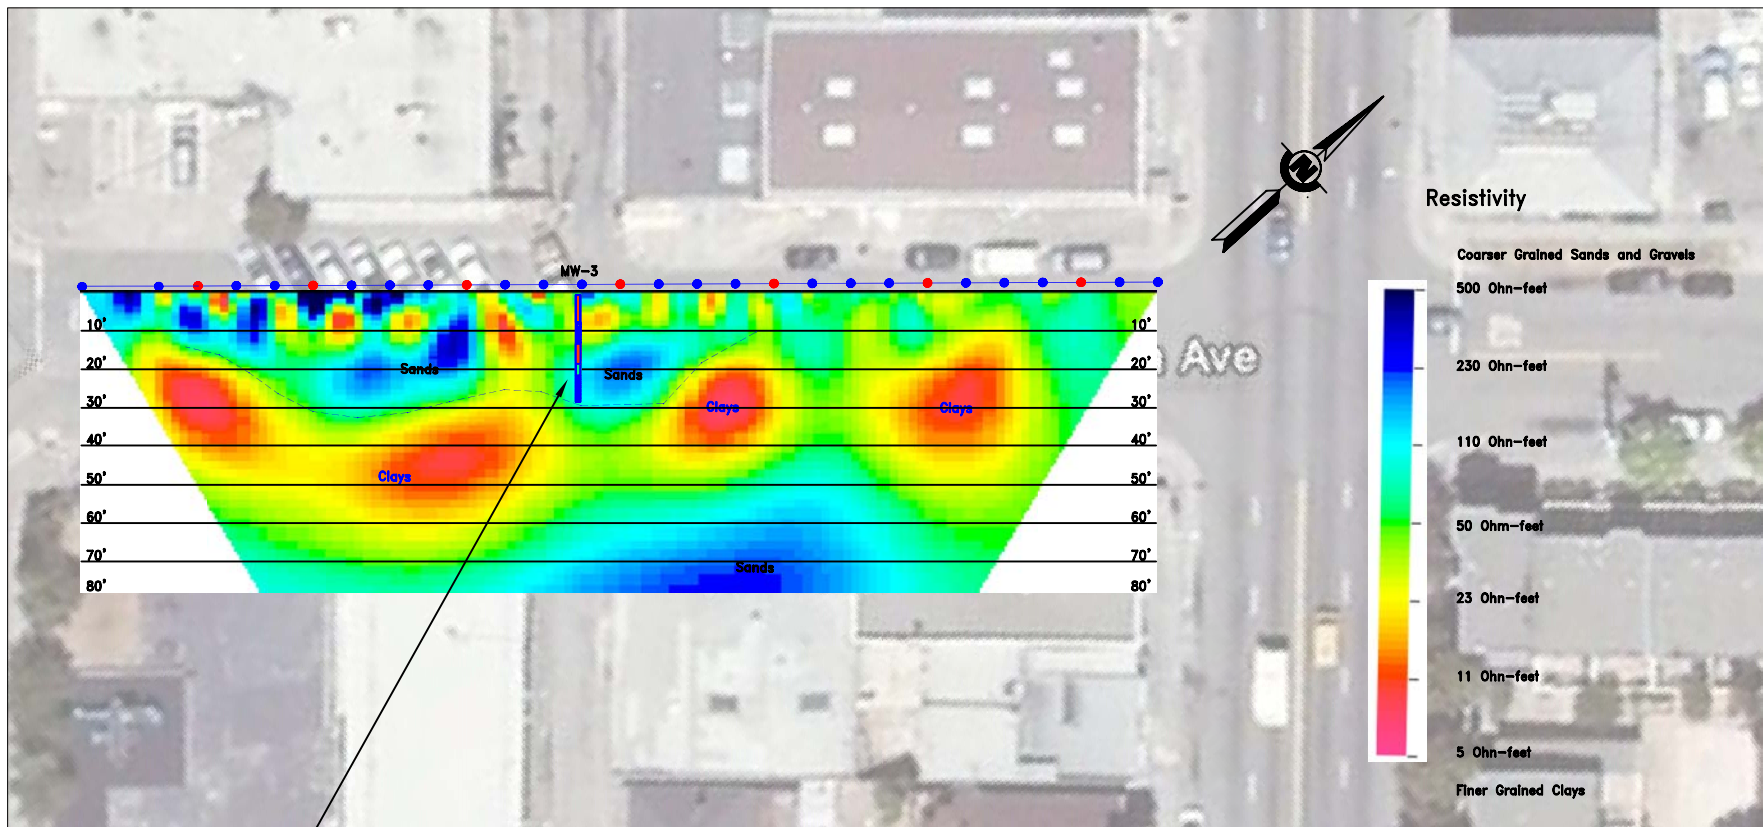 Resistivity
Coarser Grained Sands and Gravels
MW-3
500 Ohn-feet
10' 10'
230 Ohn-feet
20' Sands Sands 20'
Ave
30' Clays Clays 30'
110 Ohn-feet
40' 40'
50' Clays 50'
60' 60'
50 Ohm-feet
70' Sands 70'
80' 80'
23 Ohn-feet
11 Ohn-feet
5 Ohn-feet
Finer Grained Clays
N